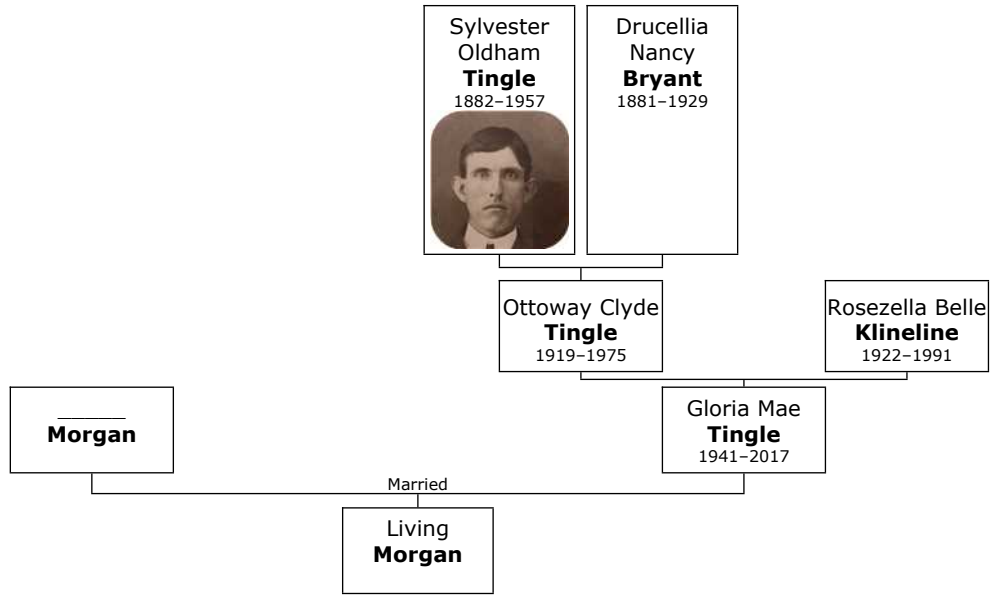 Sylvester
Oldham
Tingle
1882–1957
Drucellia
Nancy
Bryant
1881–1929
Ottoway Clyde
Tingle
1919–1975
Rosezella Belle
Klineline
1922–1991
______
Morgan
Gloria Mae
Tingle
1941–2017
Married
Living
Morgan